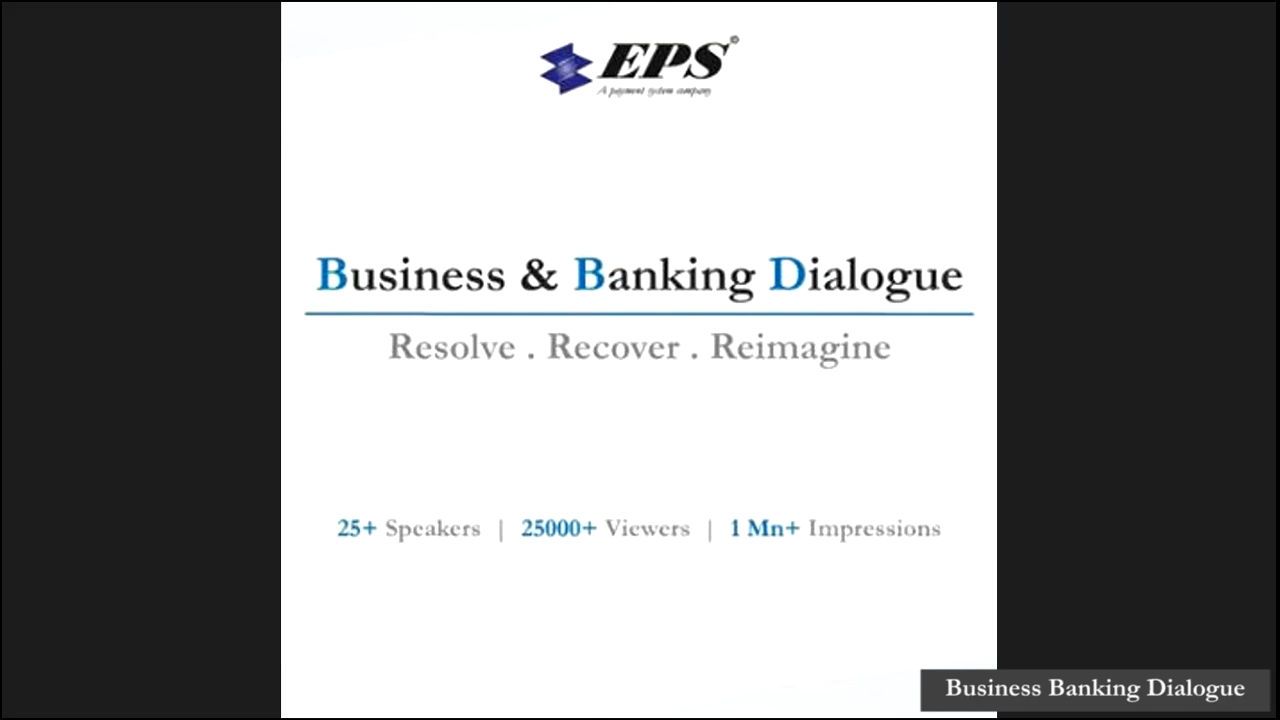 EPS®
A payment system company
Business & Banking Dialogue
Resolve . Recover . Reimagine
25+ Speakers | 25000+ Viewers | 1 Mn+ Impressions
Business Banking Dialogue